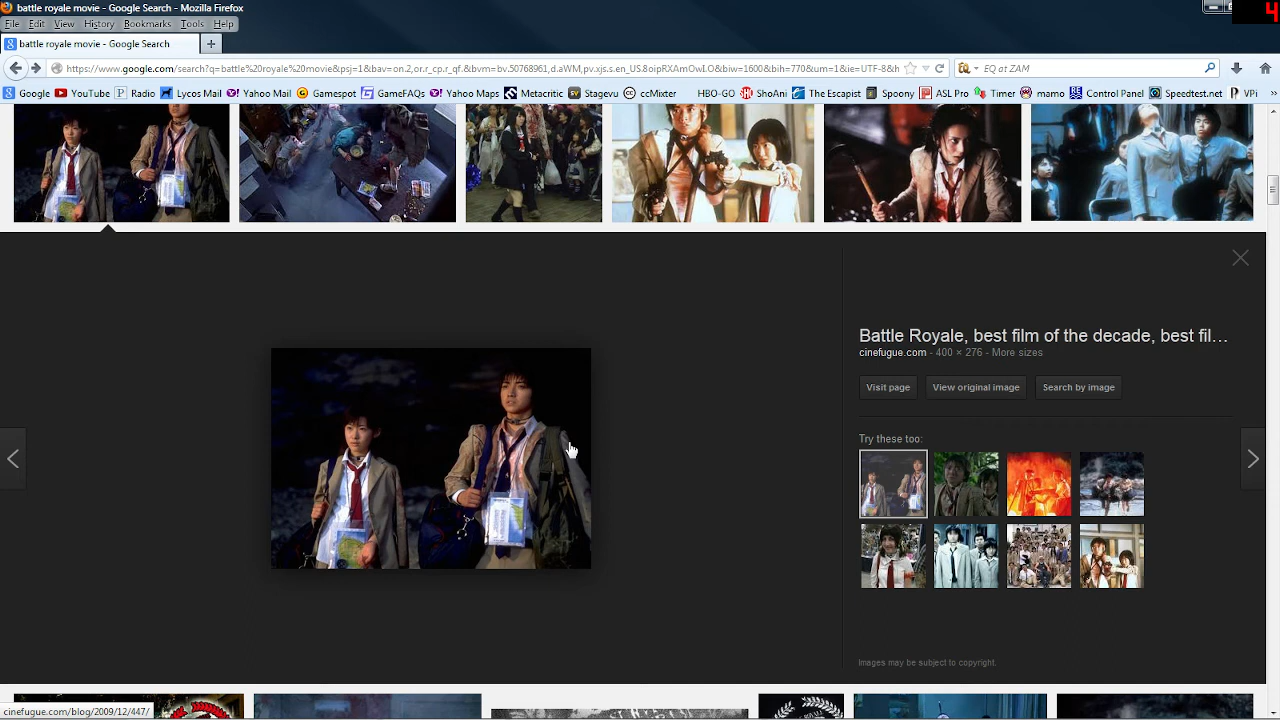 battle royale movie - Google Search - Mozilla Firefox
4
File Edit View History Bookmarks Tools Help
battle royale movie - Google Search
https://www.google.com/search?q=battle%20royale%20movie&psj=1&bav=on.2,or.r_cp.r_qf.&bvm=bv.50768961,d.aWM,pv.xjs.s.en_US.8oipRXAmOwI.O&biw=1600&bih=770&um=1&ie=UTF-8&h
EQ at ZAM
Google YouTube Radio Lycos Mail Yahoo Mail Gamespot GameFAQs Yahoo Maps Metacritic Stagevu ccMixter HBO-GO ShoAni The Escapist Spoony ASL Pro Timer mamo Control Panel Speedtest.net VPi »
Battle Royale, best film of the decade, best fil...
cinefugue.com - 400 × 276 - More sizes
Visit page View original image Search by image
Try these too:
Images may be subject to copyright.
cinefugue.com/blog/2009/12/447/